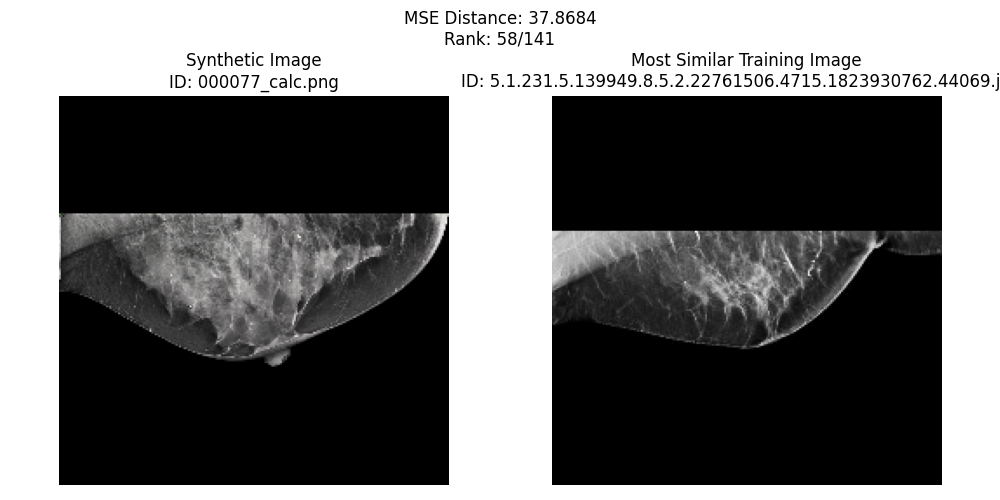 MSE Distance: 37.8684
Rank: 58/141
Synthetic Image
ID: 000077_calc.png
Most Similar Training Image
ID: 5.1.231.5.139949.8.5.2.22761506.4715.1823930762.44069.j